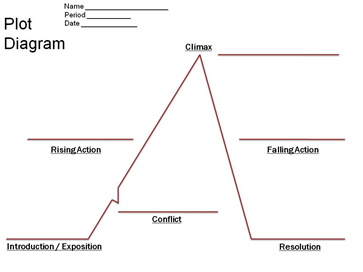 Plot
Diagram
Name
Period
Date
Climax
Rising Action
Falling Action
Conflict
Introduction / Exposition
Resolution